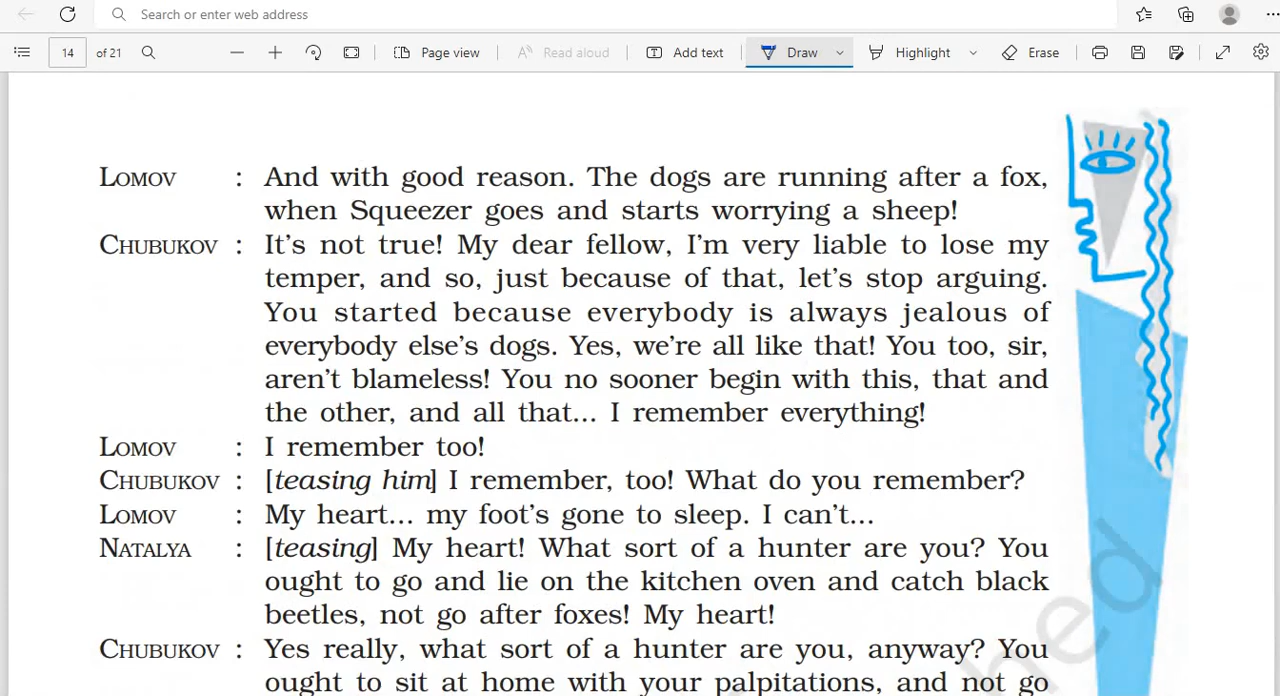 Search or enter web address
14 of 21 Page view Read aloud Add text Draw Highlight Erase
LOMOV : And with good reason. The dogs are running after a fox,
when Squeezer goes and starts worrying a sheep!
CHUBUKOV : It's not true! My dear fellow, I'm very liable to lose my
temper, and so, just because of that, let's stop arguing.
You started because everybody is always jealous of
everybody else's dogs. Yes, we're all like that! You too, sir,
aren't blameless! You no sooner begin with this, that and
the other, and all that... I remember everything!
LOMOV : I remember too!
CHUBUKOV : [teasing him] I remember, too! What do you remember?
LOMOV : My heart... my foot's gone to sleep. I can't...
NATALYA : [teasing] My heart! What sort of a hunter are you? You
ought to go and lie on the kitchen oven and catch black
beetles, not go after foxes! My heart!
CHUBUKOV : Yes really, what sort of a hunter are you, anyway? You
ought to sit at home with your palpitations, and not go
hed